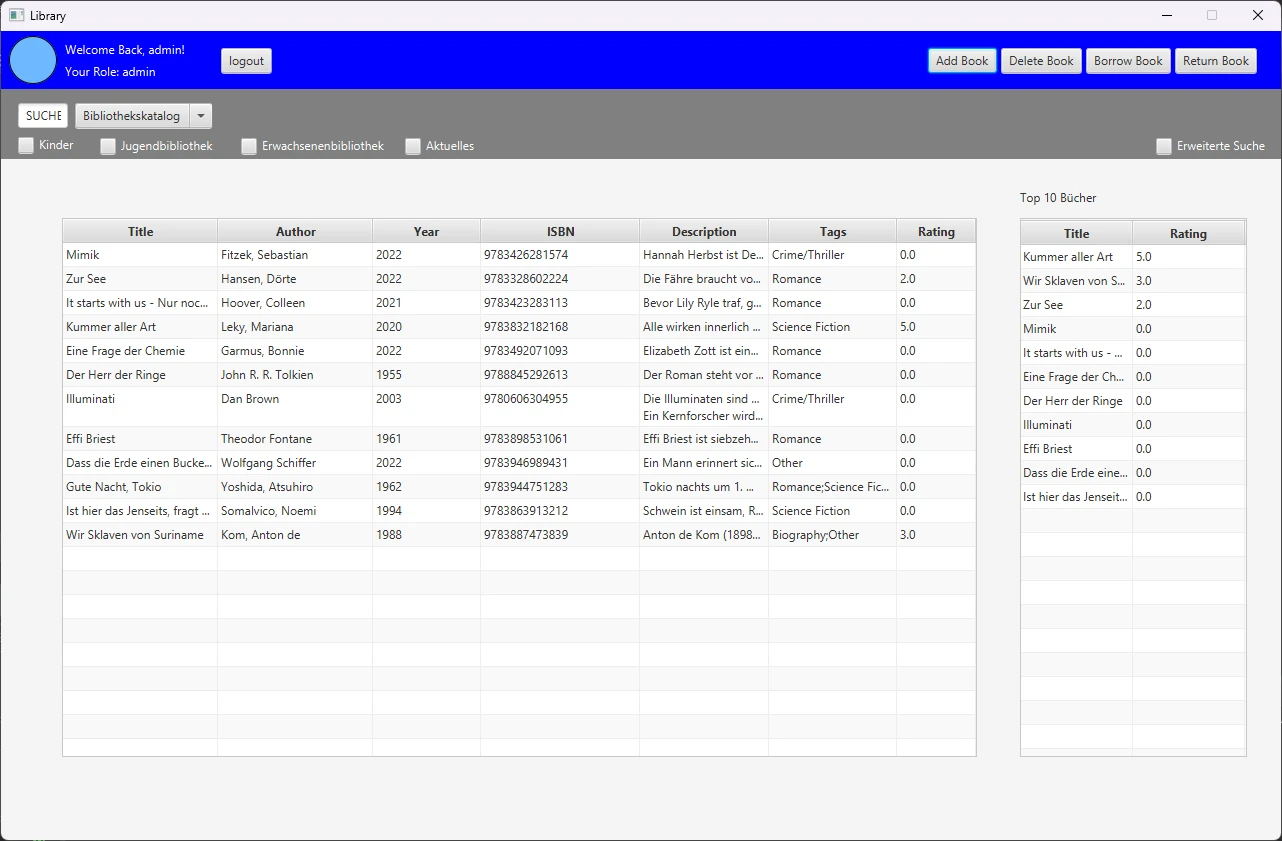 Library
Welcome Back, admin!
Your Role: admin
logout
Add Book Delete Book Borrow Book Return Book
SUCHE Bibliothekskatalog
Kinder Jugendbibliothek Erwachsenenbibliothek Aktuelles Erweiterte Suche
Title Author Year ISBN Description Tags Rating
Mimik Fitzek, Sebastian 2022 9783426281574 Hannah Herbst ist De... Crime/Thriller 0.0
Zur See Hansen, Dörte 2022 9783328602224 Die Fähre braucht vo... Romance 2.0
It starts with us - Nur noc... Hoover, Colleen 2021 9783423283113 Bevor Lily Ryle traf, g... Romance 0.0
Kummer aller Art Leky, Mariana 2020 9783832182168 Alle wirken innerlich ... Science Fiction 5.0
Eine Frage der Chemie Garmus, Bonnie 2022 9783492071093 Elizabeth Zott ist ein... Romance 0.0
Der Herr der Ringe John R. R. Tolkien 1955 9788845292613 Der Roman steht vor ... Romance 0.0
Illuminati Dan Brown 2003 9780606304955 Die Illuminaten sind ... Crime/Thriller 0.0
Ein Kernforscher wird...
Effi Briest Theodor Fontane 1961 9783898531061 Effi Briest ist siebzeh... Romance 0.0
Dass die Erde einen Bucke... Wolfgang Schiffer 2022 9783946989431 Ein Mann erinnert sic... Other 0.0
Gute Nacht, Tokio Yoshida, Atsuhiro 1962 9783944751283 Tokio nachts um 1. ... Romance;Science Fic... 0.0
Ist hier das Jenseits, fragt ... Somalvico, Noemi 1994 9783863913212 Schwein ist einsam, R... Science Fiction 0.0
Wir Sklaven von Suriname Kom, Anton de 1988 9783887473839 Anton de Kom (1898... Biography;Other 3.0
Top 10 Bücher
Title Rating
Kummer aller Art 5.0
Wir Sklaven von S... 3.0
Zur See 2.0
Mimik 0.0
It starts with us - ... 0.0
Eine Frage der Ch... 0.0
Der Herr der Ringe 0.0
Illuminati 0.0
Effi Briest 0.0
Dass die Erde eine... 0.0
Ist hier das Jenseit... 0.0